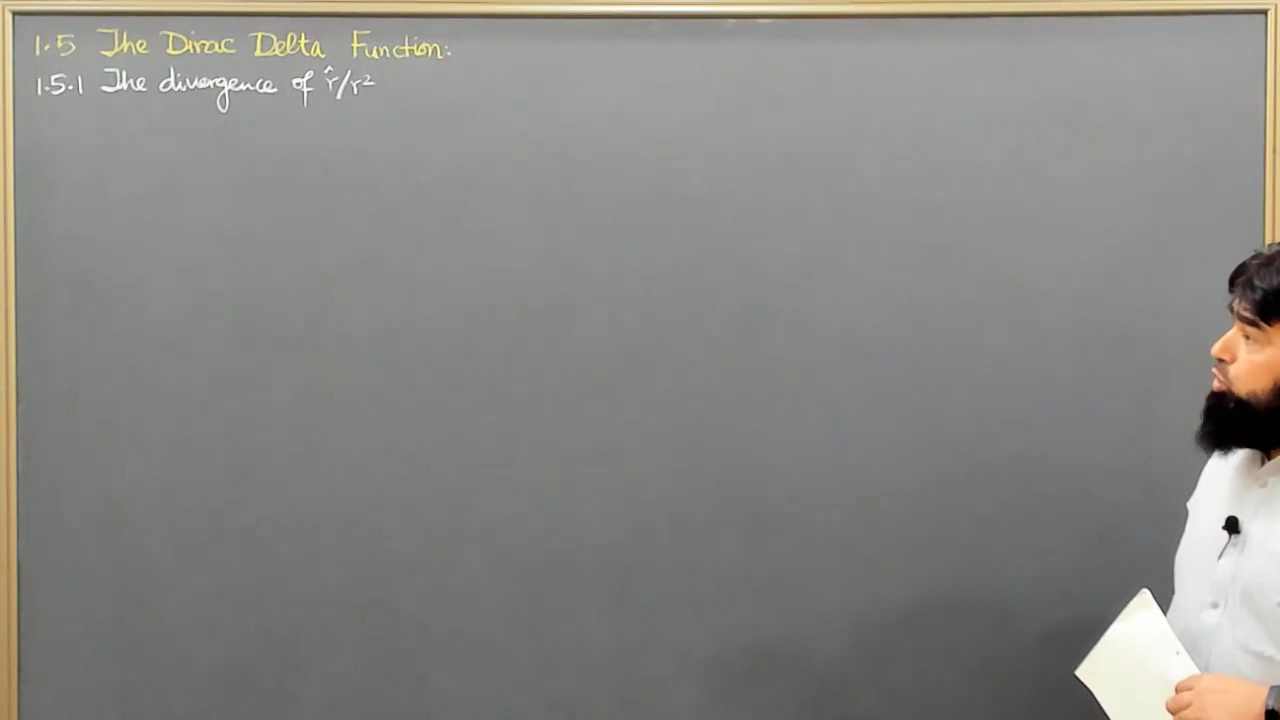 1.5 The Dirac Delta Function:
1.5.1 The divergence of r̂/r²